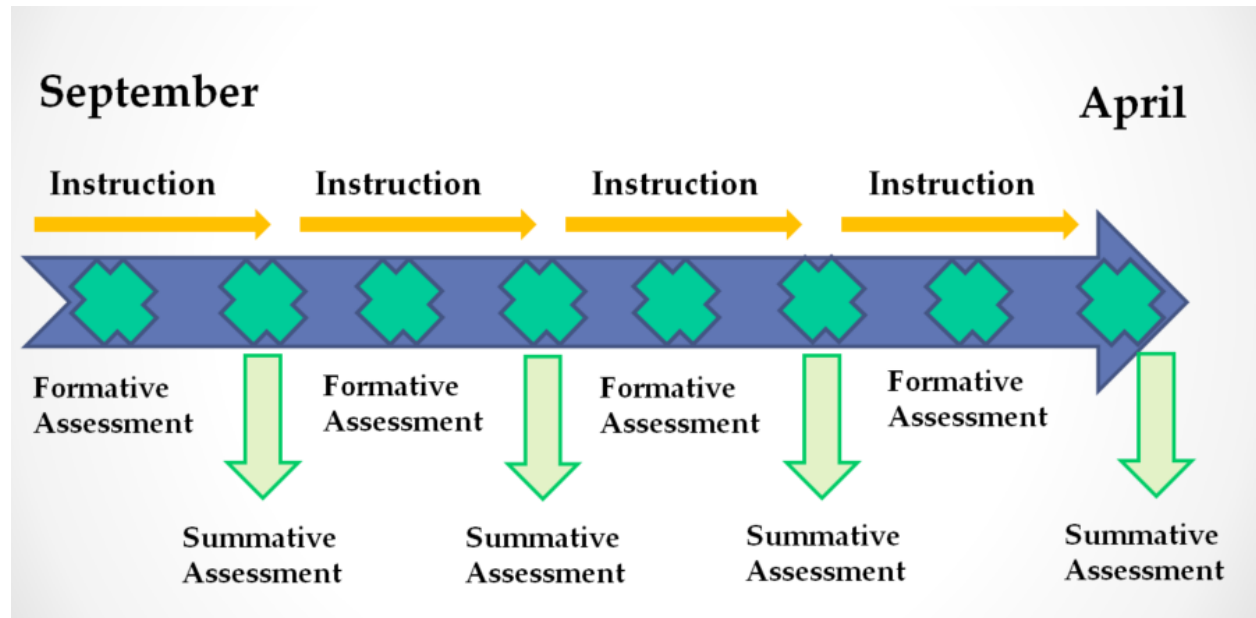 September
April
Instruction
Instruction
Instruction
Instruction
Formative
Assessment
Formative
Assessment
Formative
Assessment
Formative
Assessment
Summative
Assessment
Summative
Assessment
Summative
Assessment
Summative
Assessment